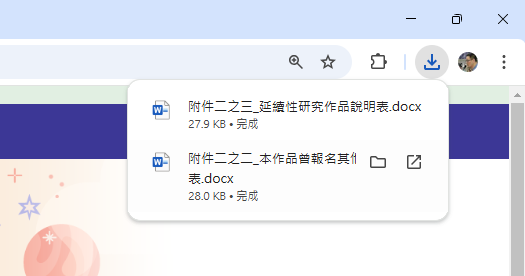 附件二之三_延續性研究作品說明表.docx
27.9 KB • 完成
附件二之二_本作品曾報名其他
表.docx
28.0 KB • 完成